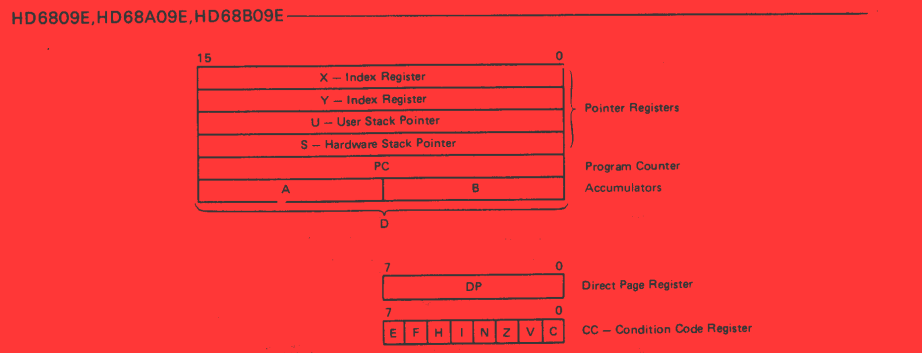 HD6809E,HD68A09E,HD68B09E
15 0
X — Index Register
Y — Index Register
U — User Stack Pointer
S — Hardware Stack Pointer
Pointer Registers
PC Program Counter
A B Accumulators
D
7 0
DP Direct Page Register
7 0
E F H I N Z V C CC — Condition Code Register